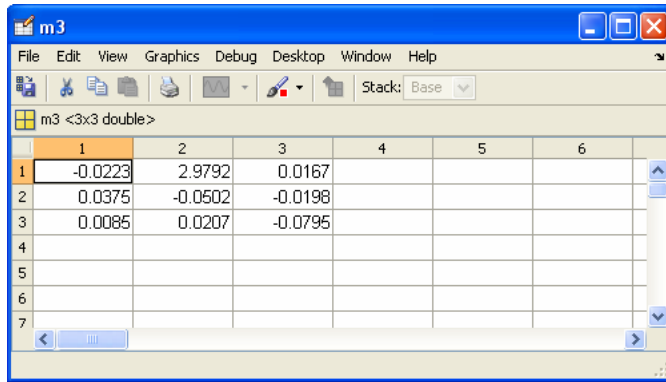 m3
File Edit View Graphics Debug Desktop Window Help
Stack: Base
m3 <3x3 double>
1 2 3 4 5 6
1 -0.0223 2.9792 0.0167
2 0.0375 -0.0502 -0.0198
3 0.0085 0.0207 -0.0795
4
5
6
7